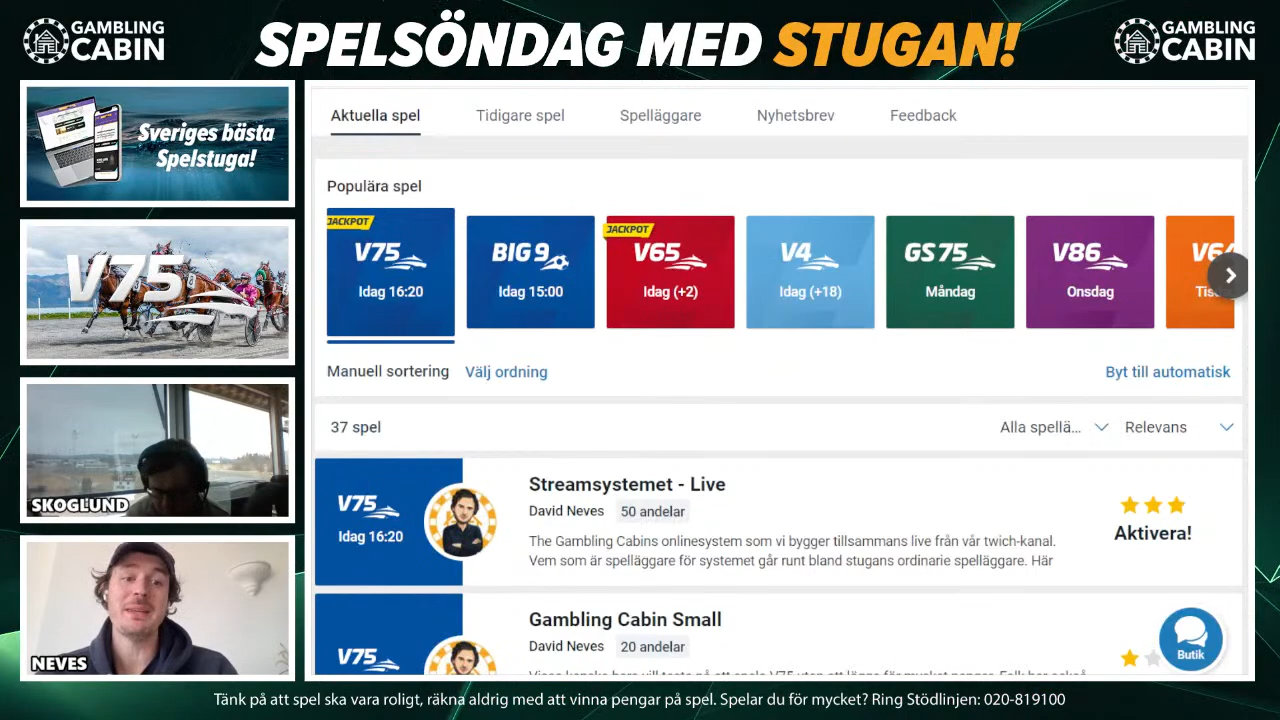 GAMBLING
CABIN
SPELSÖNDAG MED STUGAN!
GAMBLING
CABIN
Sveriges bästa
Spelstuga!
V75
SKOGLUND
NEVES
Aktuella spel
Tidigare spel
Spelläggare
Nyhetsbrev
Feedback
Populära spel
JACKPOT
V75
Idag 16:20
BIG9
Idag 15:00
JACKPOT
V65
Idag (+2)
V4
Idag (+18)
GS75
Måndag
V86
Onsdag
V64
Manuell sortering
Välj ordning
Byt till automatisk
37 spel
Alla spellä...
Relevans
V75
Idag 16:20
Streamsystemet - Live
David Neves 50 andelar
The Gambling Cabins onlinesystem som vi bygger tillsammans live från vår twich-kanal.
Vem som är spelläggare för systemet går runt bland stugans ordinarie spelläggare. Här
Aktivera!
V75
Gambling Cabin Small
David Neves 20 andelar
Butik
Tänk på att spel ska vara roligt, räkna aldrig med att vinna pengar på spel. Spelar du för mycket? Ring Stödlinjen: 020-819100